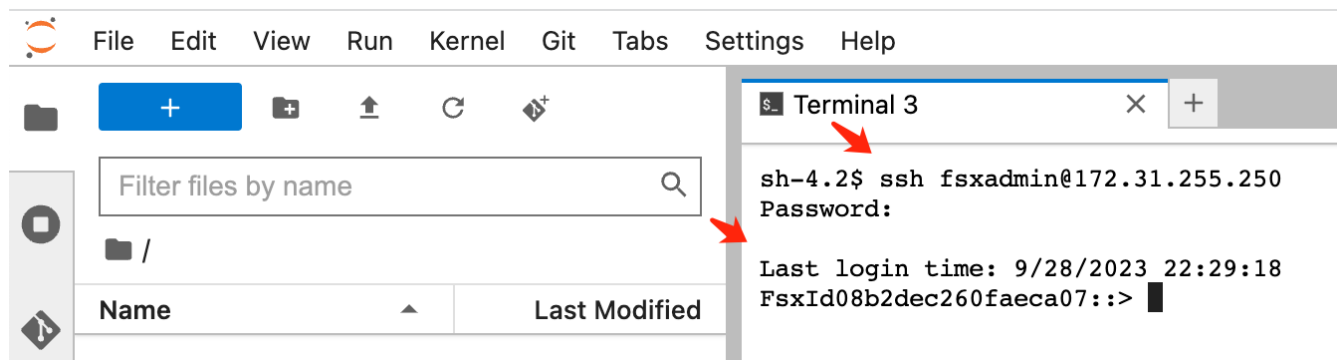 File Edit View Run Kernel Git Tabs Settings Help
+
Filter files by name
/
Name Last Modified
$_ Terminal 3
sh-4.2$ ssh fsxadmin@172.31.255.250
Password:
Last login time: 9/28/2023 22:29:18
FsxId08b2dec260faeca07::>